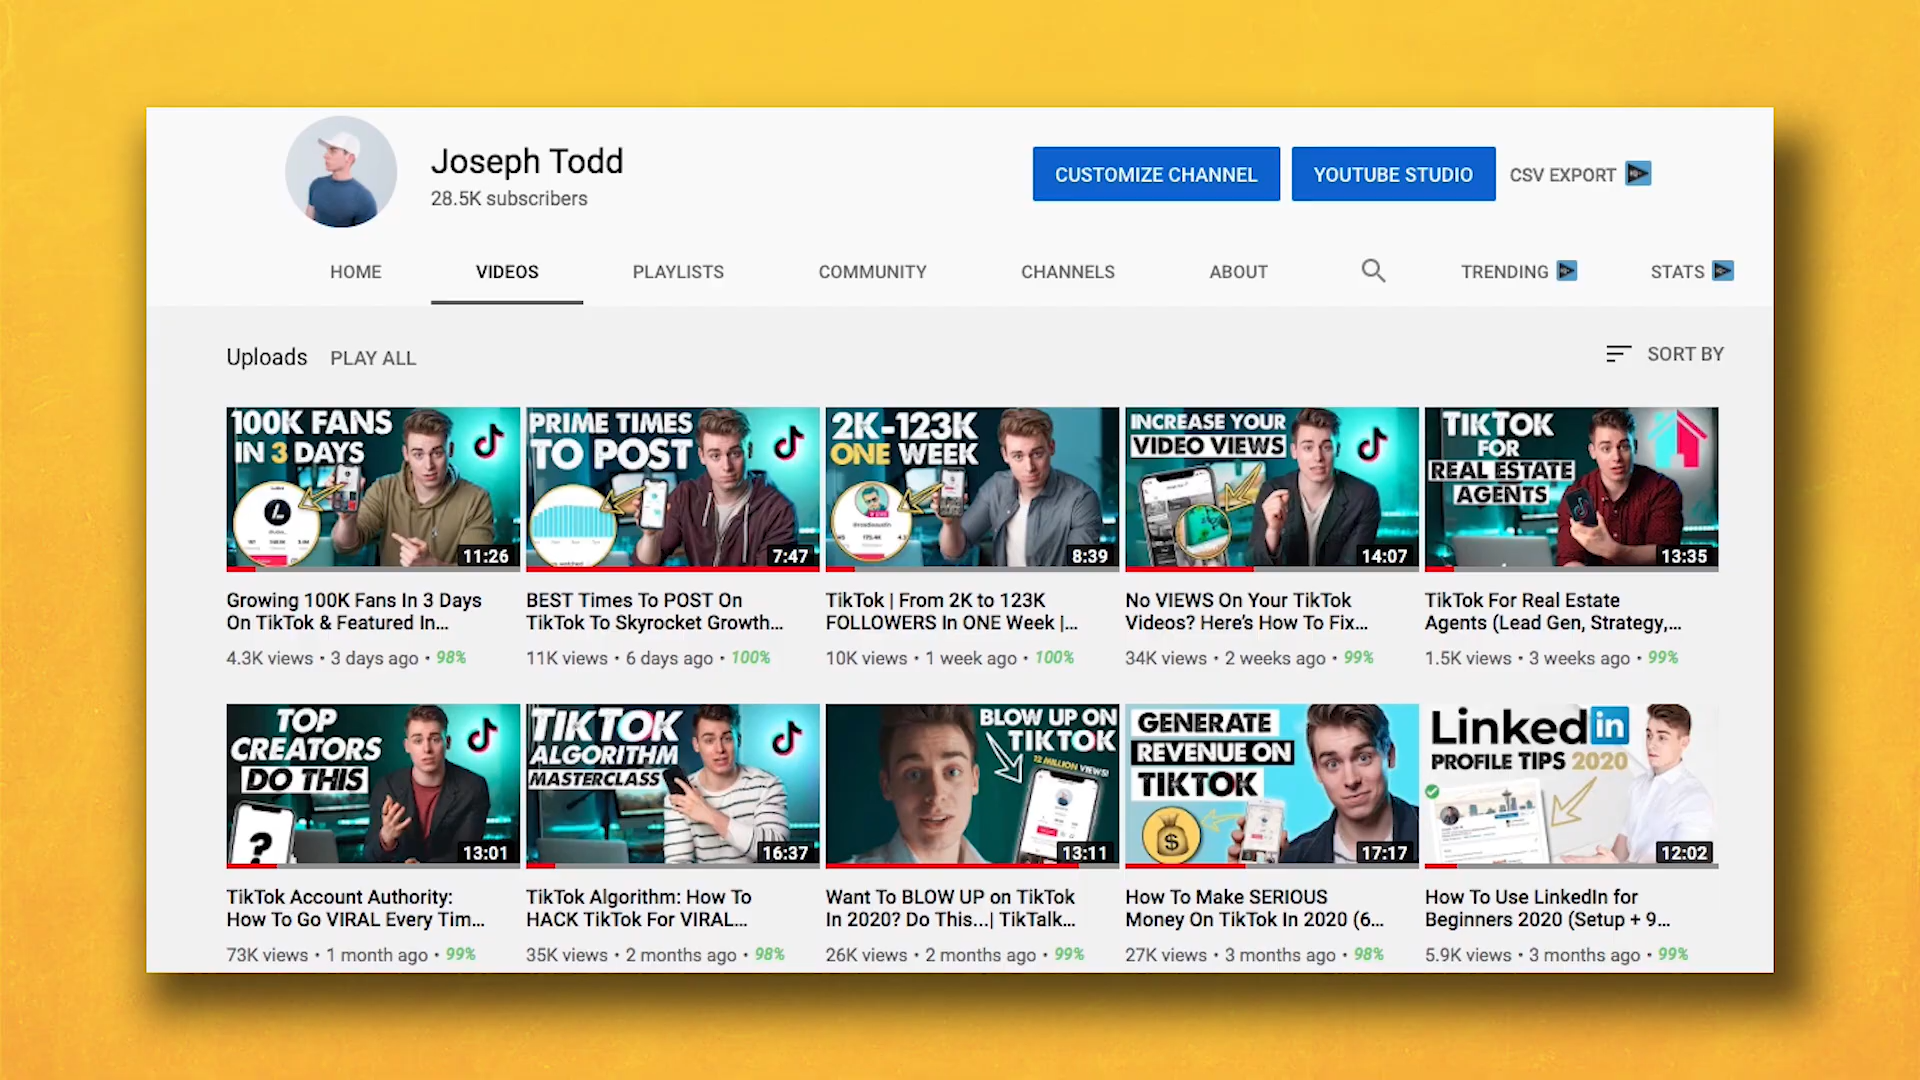 Joseph Todd
28.5K subscribers
CUSTOMIZE CHANNEL
YOUTUBE STUDIO
CSV EXPORT
HOME
VIDEOS
PLAYLISTS
COMMUNITY
CHANNELS
ABOUT
TRENDING
STATS
Uploads
PLAY ALL
SORT BY
100K FANS
IN 3 DAYS
11:26
Growing 100K Fans In 3 Days
On TikTok & Featured In...
4.3K views • 3 days ago • 98%
PRIME TIMES
TO POST
7:47
BEST Times To POST On
TikTok To Skyrocket Growth...
11K views • 6 days ago • 100%
2K-123K
ONE WEEK
8:39
TikTok | From 2K to 123K
FOLLOWERS In ONE Week |...
10K views • 1 week ago • 100%
INCREASE YOUR
VIDEO VIEWS
14:07
No VIEWS On Your TikTok
Videos? Here's How To Fix...
34K views • 2 weeks ago • 99%
TIKTOK
FOR
REAL ESTATE
AGENTS
13:35
TikTok For Real Estate
Agents (Lead Gen, Strategy,...
1.5K views • 3 weeks ago • 99%
TOP
CREATORS
DO THIS
?
13:01
TikTok Account Authority:
How To Go VIRAL Every Tim...
73K views • 1 month ago • 99%
TIKTOK
ALGORITHM
MASTERCLASS
16:37
TikTok Algorithm: How To
HACK TikTok For VIRAL...
35K views • 2 months ago • 98%
BLOW UP ON
TIKTOK
12 MILLION VIEWS!
13:11
Want To BLOW UP on TikTok
In 2020? Do This...| TikTalk...
26K views • 2 months ago • 99%
GENERATE
REVENUE ON
TIKTOK
$
17:17
How To Make SERIOUS
Money On TikTok In 2020 (6...
27K views • 3 months ago • 98%
Linked in
PROFILE TIPS 2020
12:02
How To Use LinkedIn for
Beginners 2020 (Setup + 9...
5.9K views • 3 months ago • 99%